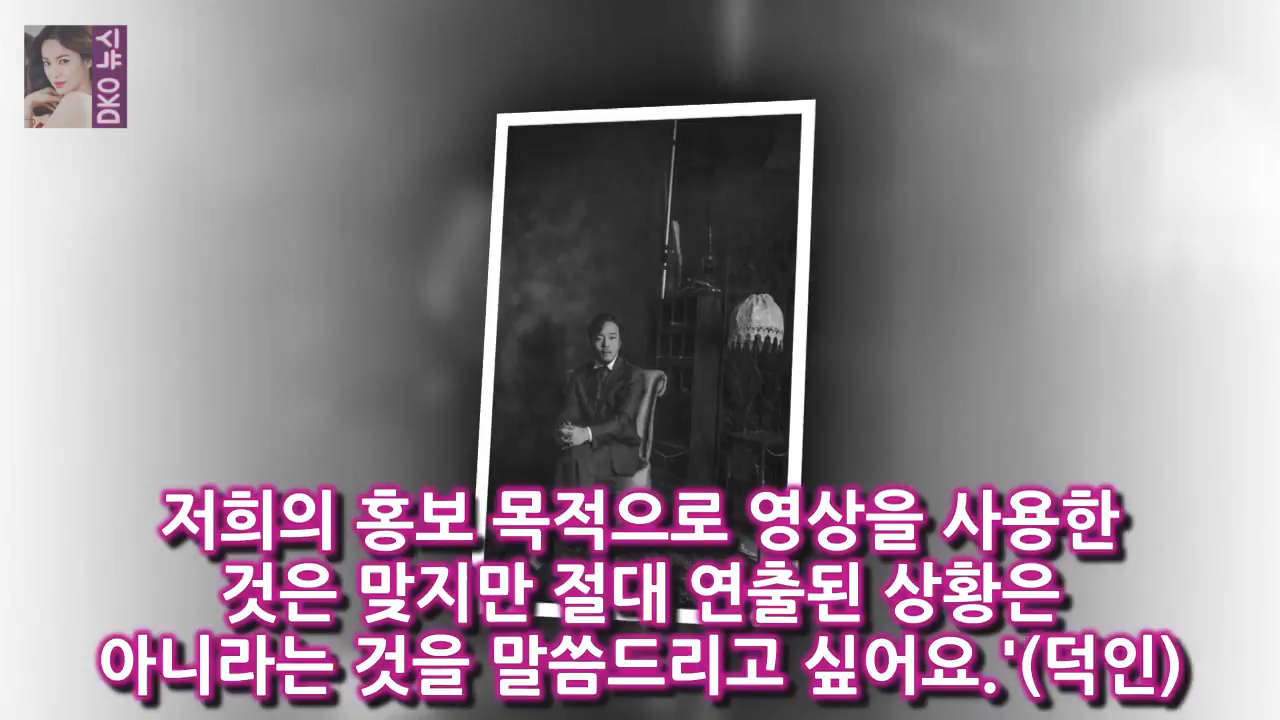 DKO 뉴스
저희의 홍보 목적으로 영상을 사용한
것은 맞지만 절대 연출된 상황은
아니라는 것을 말씀드리고 싶어요.'(덕인)